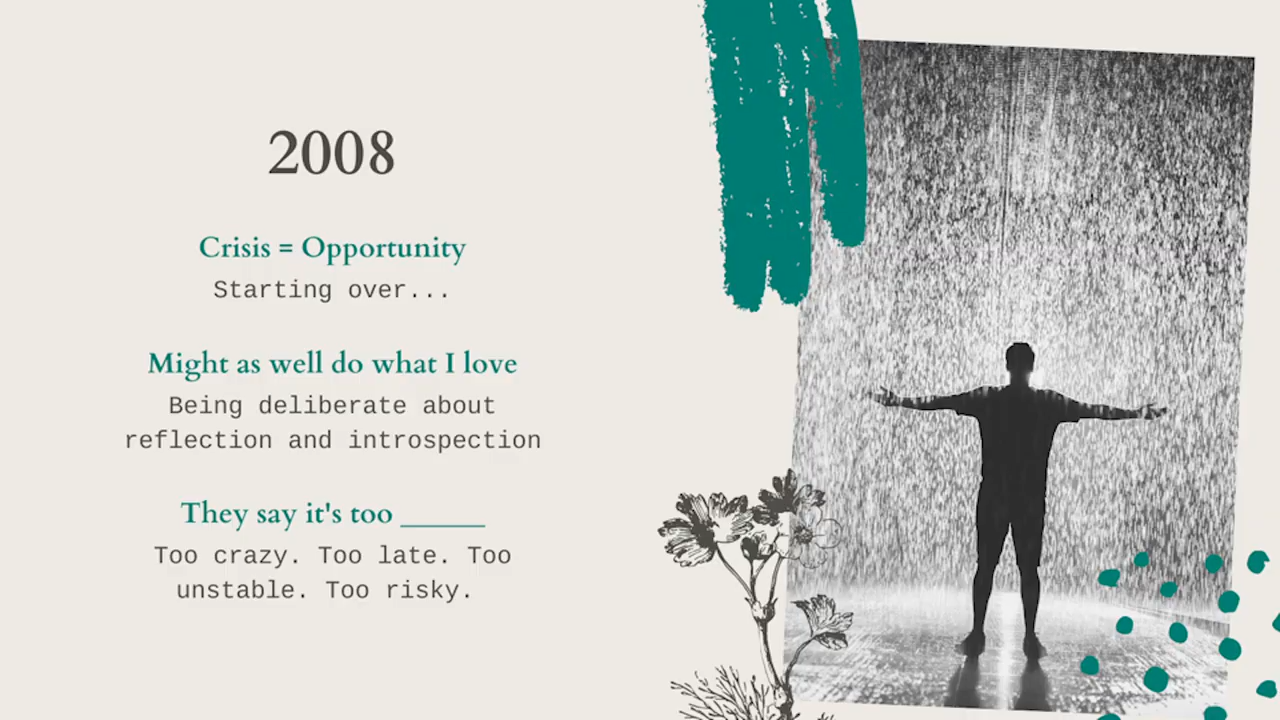 2008
Crisis = Opportunity
Starting over...
Might as well do what I love
Being deliberate about
reflection and introspection
They say it's too ______
Too crazy. Too late. Too
unstable. Too risky.